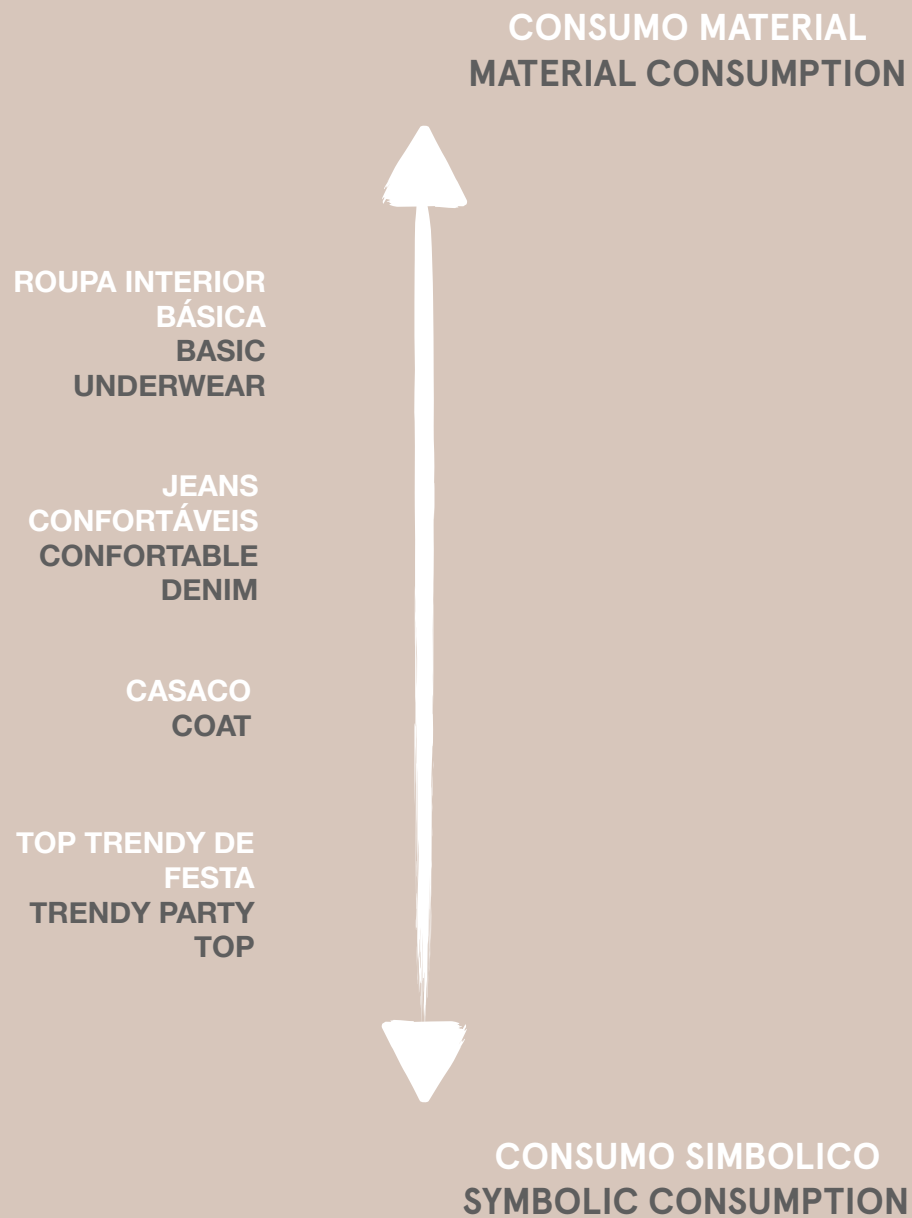 CONSUMO MATERIAL
MATERIAL CONSUMPTION
ROUPA INTERIOR
BÁSICA
BASIC
UNDERWEAR
JEANS
CONFORTÁVEIS
CONFORTABLE
DENIM
CASACO
COAT
TOP TRENDY DE
FESTA
TRENDY PARTY
TOP
CONSUMO SIMBOLICO
SYMBOLIC CONSUMPTION